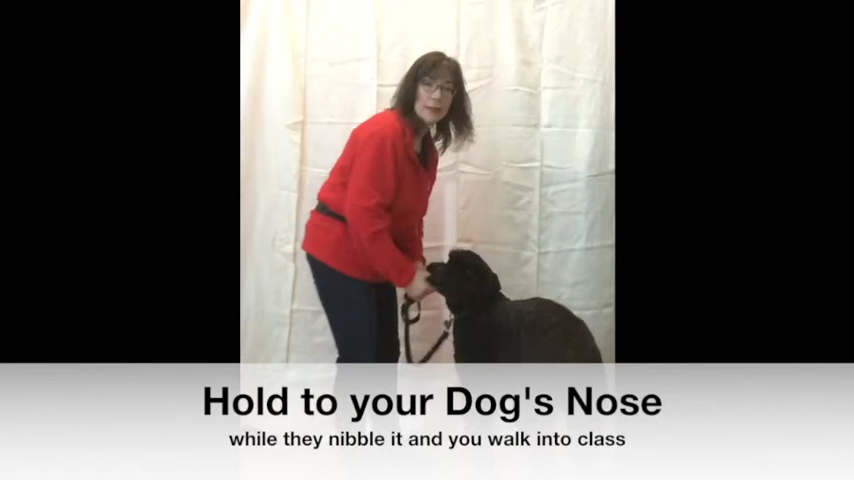 Hold to your Dog's Nose
while they nibble it and you walk into class